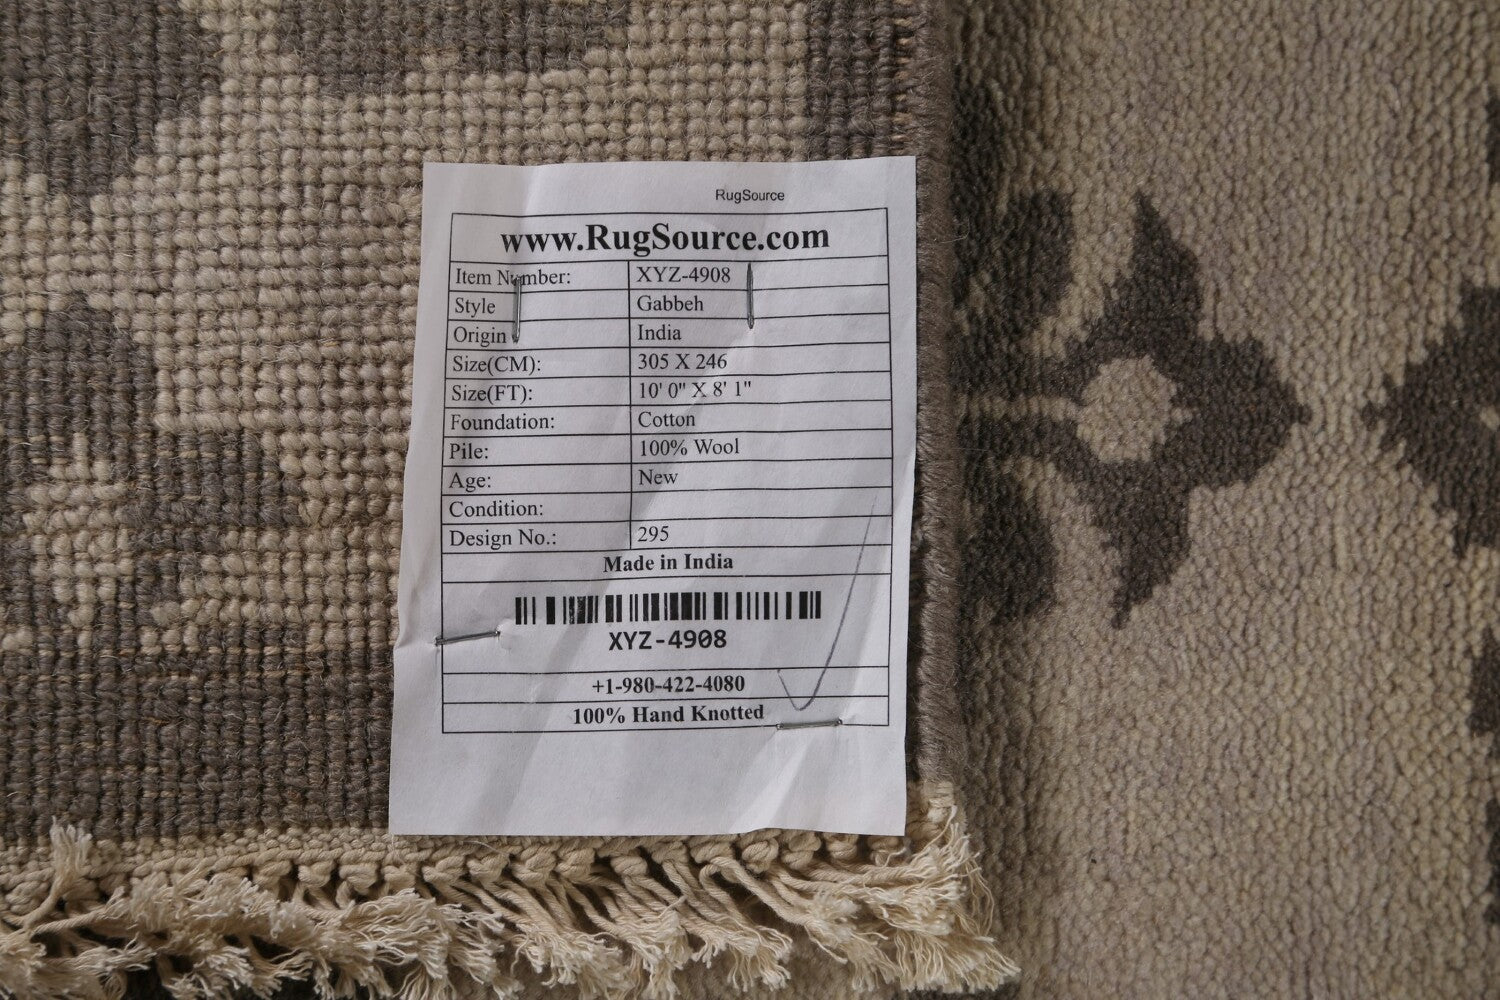 RugSource
www.RugSource.com
Item Number: XYZ-4908
Style Gabbeh
Origin India
Size(CM): 305 X 246
Size(FT): 10' 0" X 8' 1"
Foundation: Cotton
Pile: 100% Wool
Age: New
Condition:
Design No.: 295
Made in India
XYZ-4908
+1-980-422-4080
100% Hand Knotted